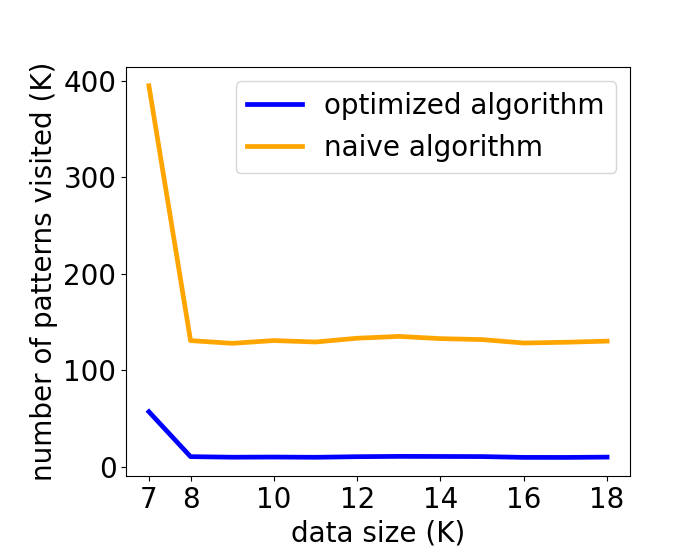 number of patterns visited (K)
400
300
200
100
0
optimized algorithm
naive algorithm
7 8 10 12 14 16 18
data size (K)